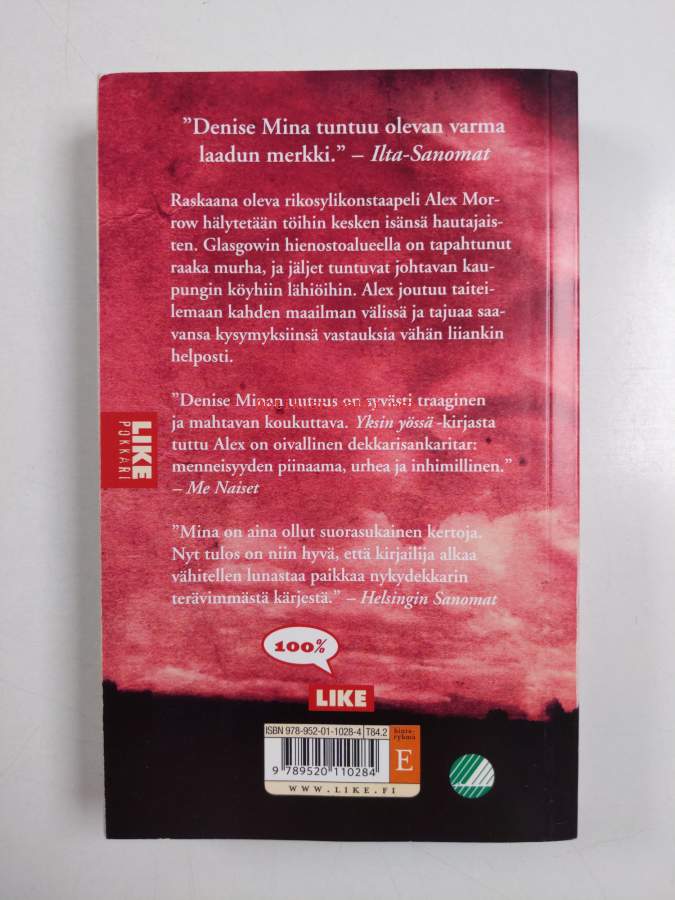 ”Denise Mina tuntuu olevan varma
laadun merkki.” – Ilta-Sanomat
Raskaana oleva rikosylikonstaapeli Alex Mor-
row hälytetään töihin kesken isänsä hautajais-
ten. Glasgowin hienostoalueella on tapahtunut
raaka murha, ja jäljet tuntuvat johtavan kau-
pungin köyhiin lähiöihin. Alex joutuu taitei-
lemaan kahden maailman välissä ja tajuaa saa-
vansa kysymyksiinsä vastauksia vähän liiankin
helposti.
”Denise Minan uutuus on syvästi traaginen
ja mahtavan koukuttava. Yksin yössä -kirjasta
tuttu Alex on oivallinen dekkarisankaritar:
menneisyyden piinaama, urhea ja inhimillinen.”
– Me Naiset
”Mina on aina ollut suorasukainen kertoja.
Nyt tulos on niin hyvä, että kirjailija alkaa
vähitellen lunastaa paikkaa nykydekkarin
terävimmästä kärjestä.” – Helsingin Sanomat
LIKE
POKKARI
100%
LIKE
ISBN 978-952-01-1028-4 T84.2
hinta-
ryhmä
E
9 789520 110284
WWW.LIKE.FI